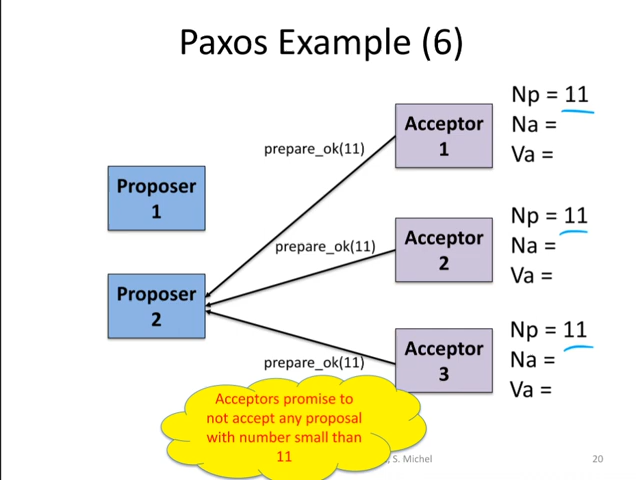 Paxos Example (6)
Np = 11
Na =
Va =
Acceptor
1
prepare_ok(11)
Proposer
1
Np = 11
Na =
Va =
Acceptor
2
prepare_ok(11)
Proposer
2
Np = 11
Na =
Va =
Acceptor
3
prepare_ok(11)
Acceptors promise to
not accept any proposal
with number small than
11
, S. Michel
20